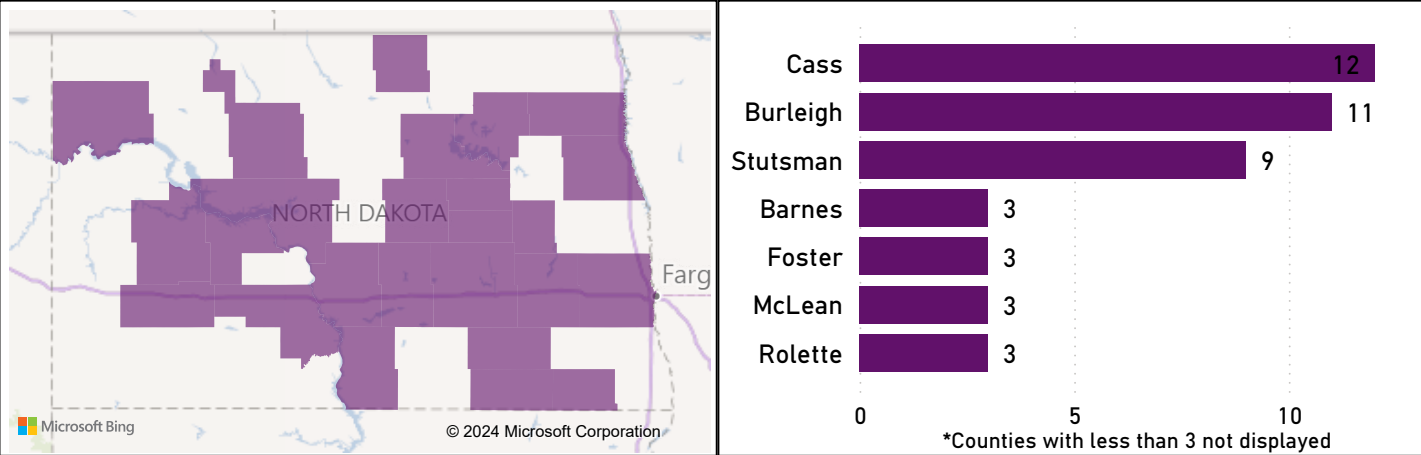 NORTH DAKOTA
Farg
Microsoft Bing
© 2024 Microsoft Corporation
Cass 12
Burleigh 11
Stutsman 9
Barnes 3
Foster 3
McLean 3
Rolette 3
0 5 10
*Counties with less than 3 not displayed